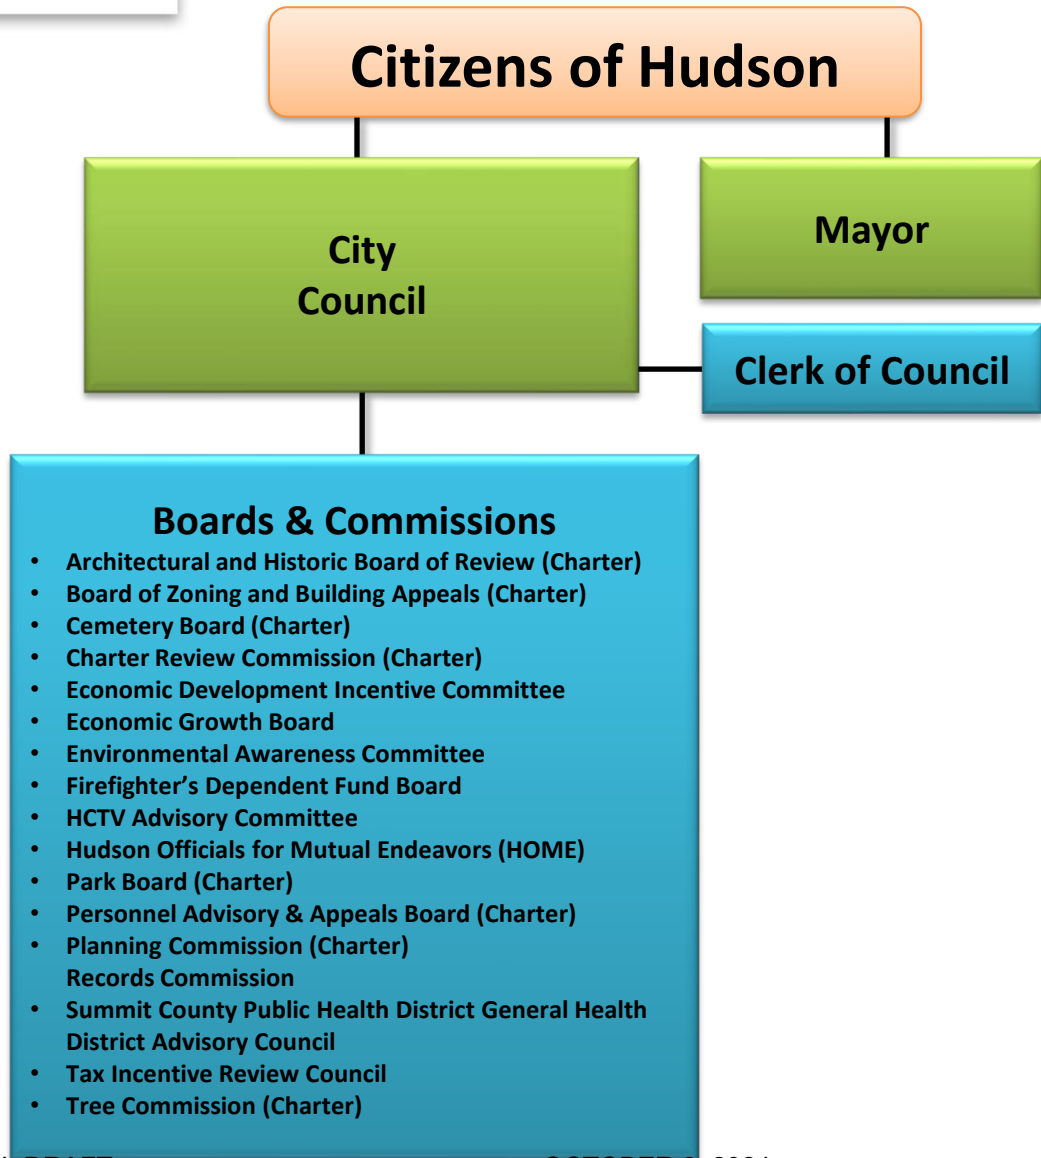 Citizens of Hudson
City
Council
Mayor
Clerk of Council
Boards & Commissions
• Architectural and Historic Board of Review (Charter)
• Board of Zoning and Building Appeals (Charter)
• Cemetery Board (Charter)
• Charter Review Commission (Charter)
• Economic Development Incentive Committee
• Economic Growth Board
• Environmental Awareness Committee
• Firefighter’s Dependent Fund Board
• HCTV Advisory Committee
• Hudson Officials for Mutual Endeavors (HOME)
• Park Board (Charter)
• Personnel Advisory & Appeals Board (Charter)
• Planning Commission (Charter)
Records Commission
• Summit County Public Health District General Health
District Advisory Council
• Tax Incentive Review Council
• Tree Commission (Charter)